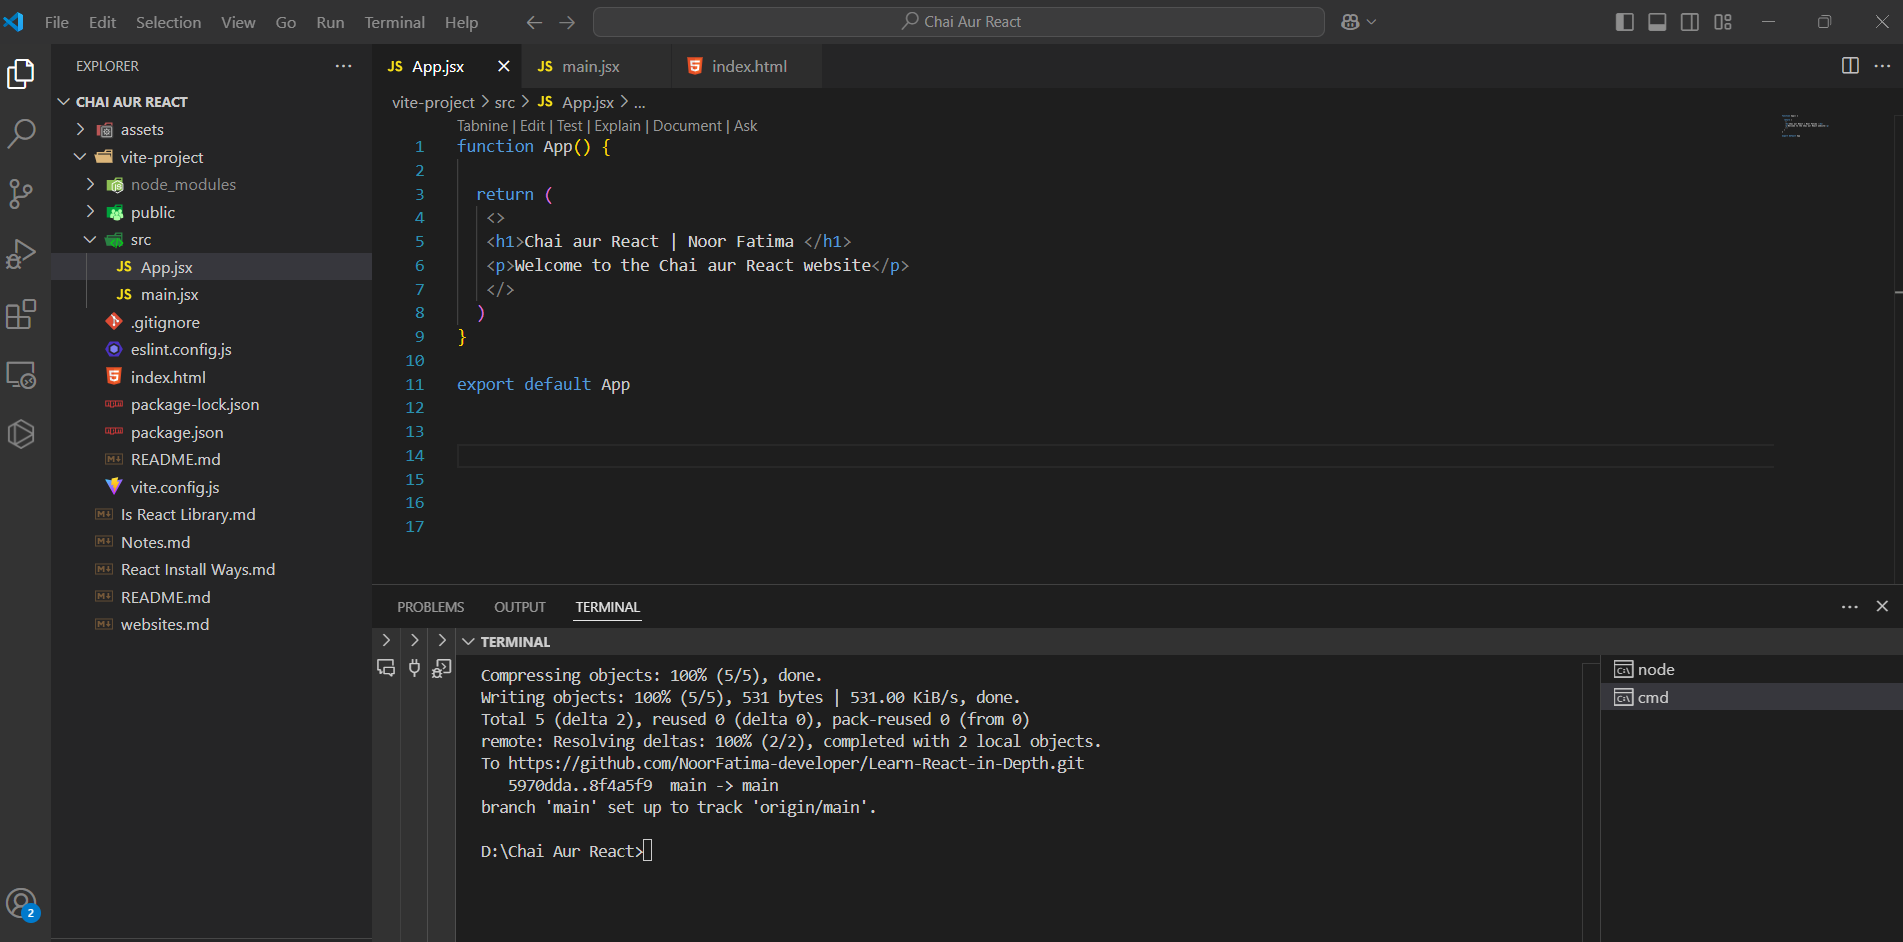 File Edit Selection View Go Run Terminal Help
Chai Aur React
EXPLORER
CHAI AUR REACT
assets
vite-project
node_modules
public
src
JS App.jsx
JS main.jsx
.gitignore
eslint.config.js
index.html
package-lock.json
package.json
README.md
vite.config.js
Is React Library.md
Notes.md
React Install Ways.md
README.md
websites.md
2
JS App.jsx
JS main.jsx
index.html
vite-project > src > JS App.jsx > ...
Tabnine | Edit | Test | Explain | Document | Ask
1 function App() {
2
3 return (
4 <>
5 <h1>Chai aur React | Noor Fatima </h1>
6 <p>Welcome to the Chai aur React website</p>
7 </>
8 )
9 }
10
11 export default App
12
13
14
15
16
17
PROBLEMS OUTPUT TERMINAL
TERMINAL
Compressing objects: 100% (5/5), done.
Writing objects: 100% (5/5), 531 bytes | 531.00 KiB/s, done.
Total 5 (delta 2), reused 0 (delta 0), pack-reused 0 (from 0)
remote: Resolving deltas: 100% (2/2), completed with 2 local objects.
To https://github.com/NoorFatima-developer/Learn-React-in-Depth.git
5970dda..8f4a5f9 main -> main
branch 'main' set up to track 'origin/main'.
D:\Chai Aur React>
node
cmd